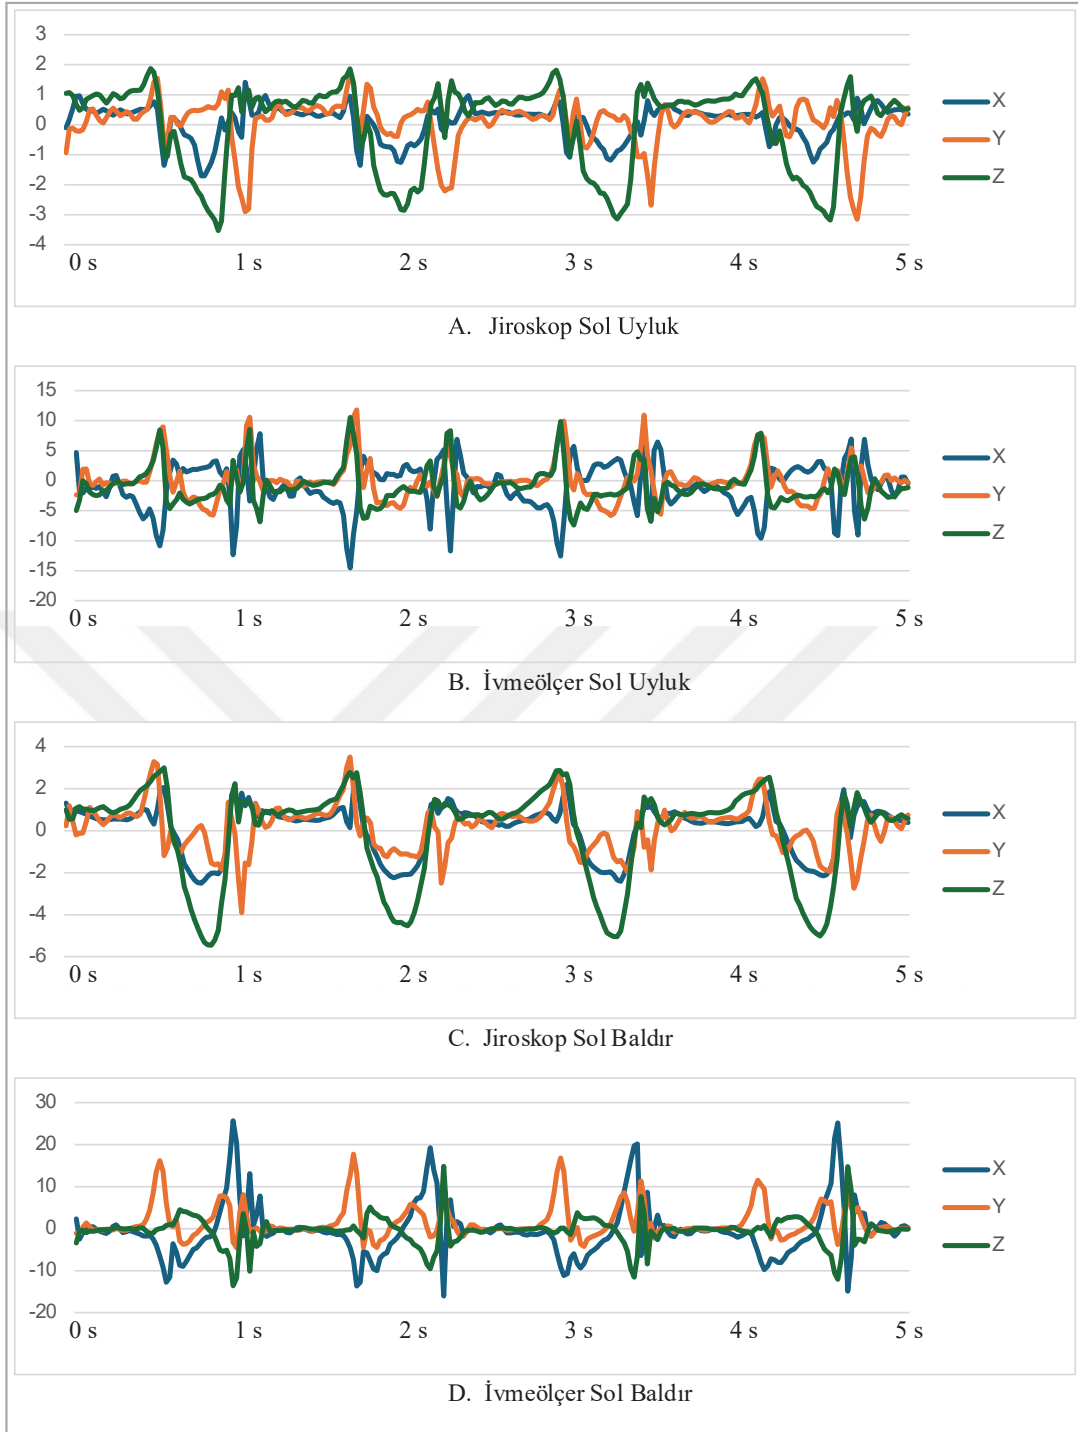 3
2
1
0
-1
-2
-3
-4
X
Y
Z
0 s 1 s 2 s 3 s 4 s 5 s
A. Jiroskop Sol Uyluk
15
10
5
0
-5
-10
-15
-20
X
Y
Z
0 s 1 s 2 s 3 s 4 s 5 s
B. İvmeölçer Sol Uyluk
4
2
0
-2
-4
-6
X
Y
Z
0 s 1 s 2 s 3 s 4 s 5 s
C. Jiroskop Sol Baldır
30
20
10
0
-10
-20
X
Y
Z
0 s 1 s 2 s 3 s 4 s 5 s
D. İvmeölçer Sol Baldır